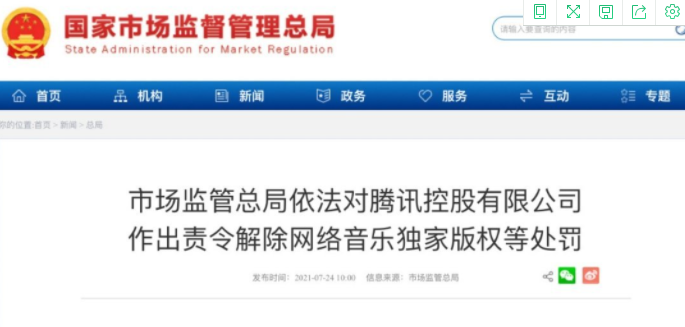 国家市场监督管理总局
State Administration for Market Regulation
请输入要查询的内容
首页
机构
新闻
政务
服务
互动
专题
你的位置:首页 > 新闻 > 总局
市场监管总局依法对腾讯控股有限公司
作出责令解除网络音乐独家版权等处罚
发布时间：2021-07-24 10:00 信息来源：市场监管总局